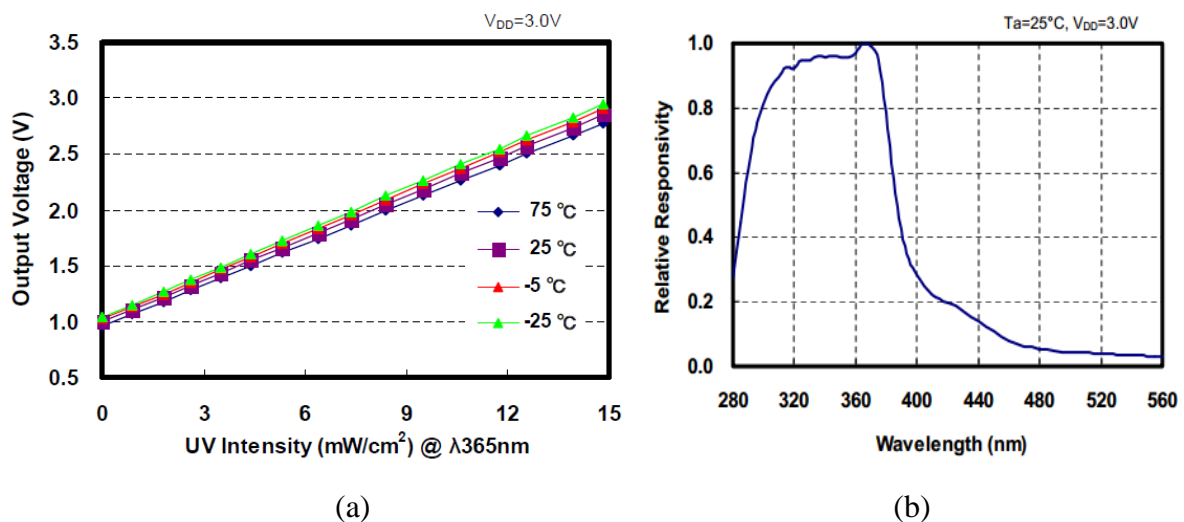 V_DD=3.0V
3.5
3.0
2.5
2.0
1.5
1.0
0.5
Output Voltage (V)
75 °C
25 °C
-5 °C
-25 °C
0 3 6 9 12 15
UV Intensity (mW/cm²) @ λ365nm
(a)
Ta=25°C, V_DD=3.0V
1.0
0.8
0.6
0.4
0.2
0.0
Relative Responsivity
280 320 360 400 440 480 520 560
Wavelength (nm)
(b)